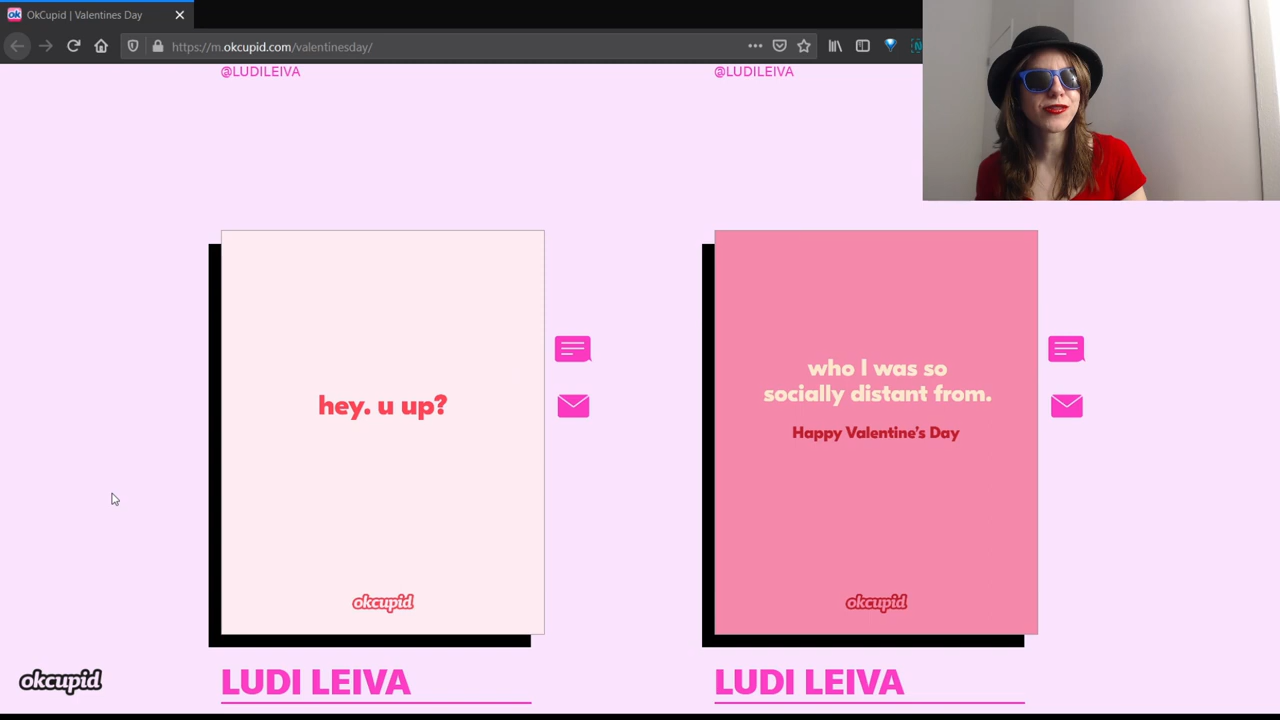 OkCupid | Valentines Day
https://m.okcupid.com/valentinesday/
@LUDILEIVA
@LUDILEIVA
hey. u up?
okcupid
who I was so
socially distant from.
Happy Valentine's Day
okcupid
LUDI LEIVA
LUDI LEIVA
okcupid